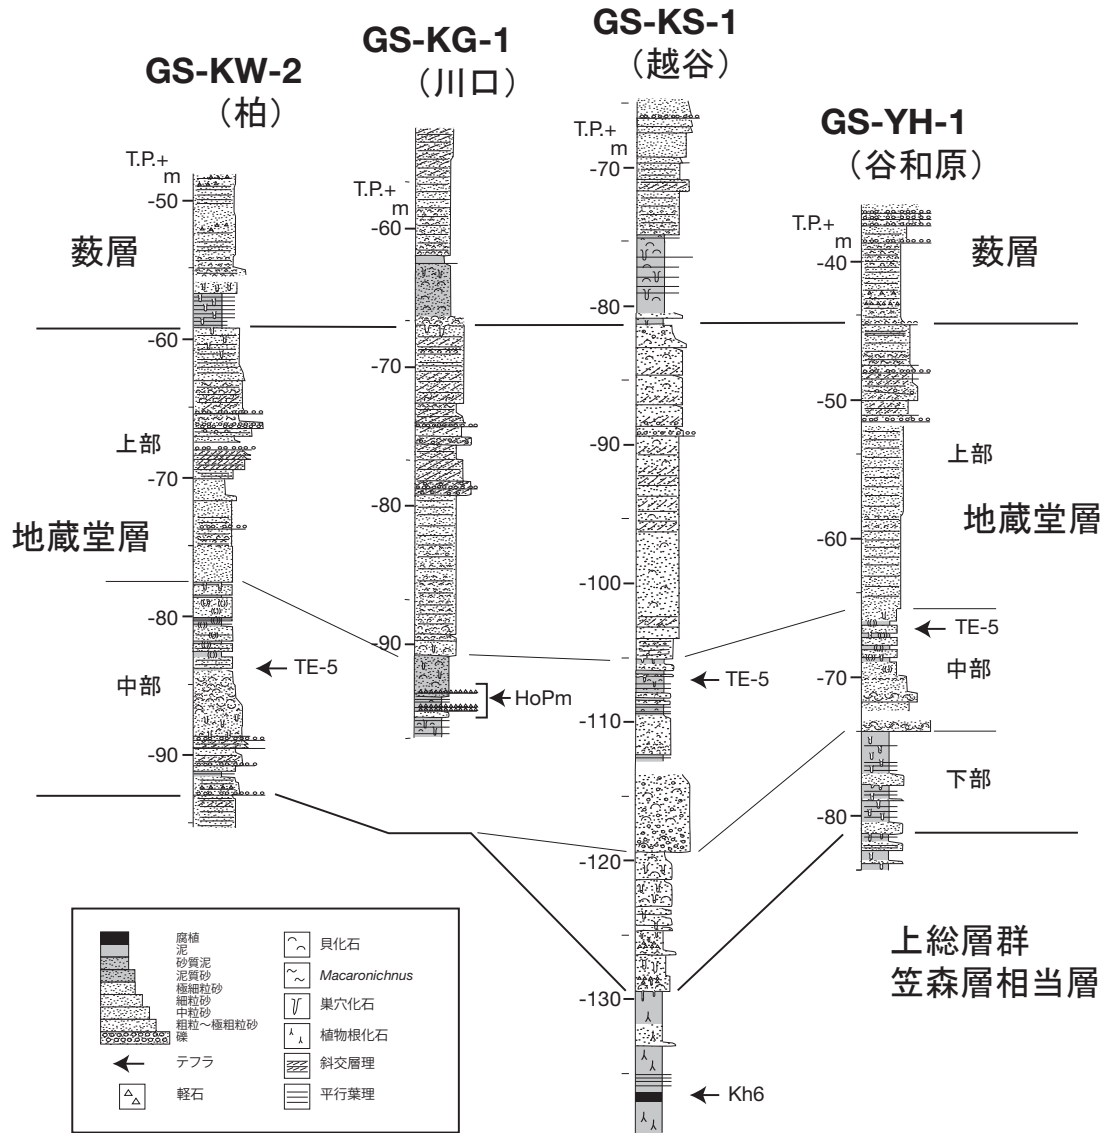 GS-KW-2
(柏)
GS-KG-1
(川口)
GS-KS-1
(越谷)
GS-YH-1
(谷和原)
T.P.+
m
-50
-60
-70
-80
-90
T.P.+
m
-60
-70
-80
-90
T.P.+
m
-70
-80
-90
-100
-110
-120
-130
T.P.+
m
-40
-50
-60
-70
-80
藪層
上部
地蔵堂層
中部
TE-5
HoPm
TE-5
Kh6
TE-5
藪層
上部
地蔵堂層
中部
下部
上総層群
笠森層相当層
腐植
泥
砂質泥
泥質砂
極細粒砂
細粒砂
中粒砂
粗粒〜極粗粒砂
礫
テフラ
軽石
貝化石
Macaronichnus
巣穴化石
植物根化石
斜交層理
平行葉理